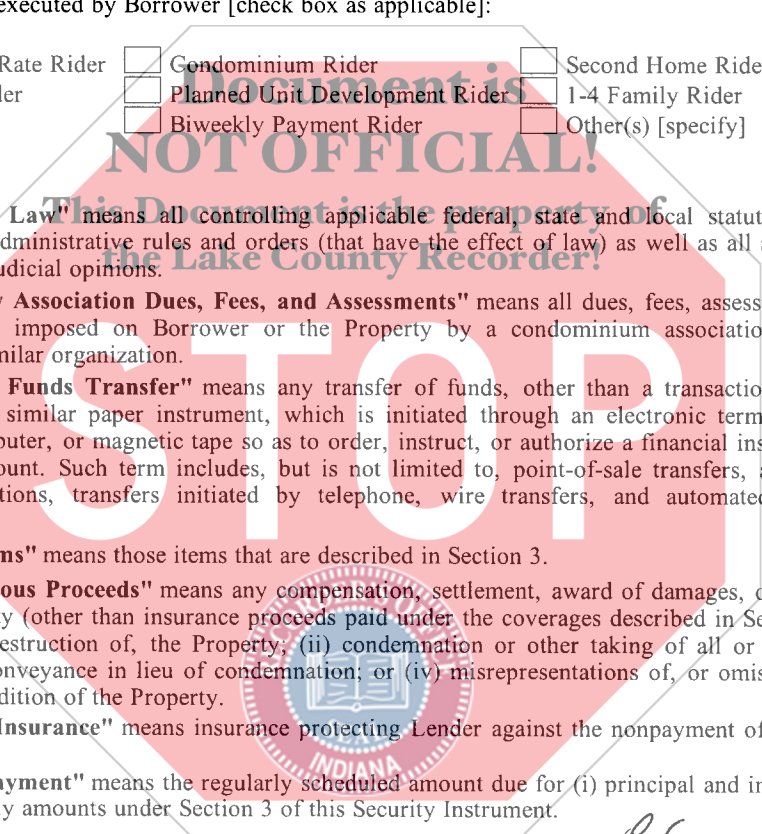 executed by Borrower [check box as applicable]:
Rate Rider Condominium Rider Second Home Ride
ler Planned Unit Development Rider 1-4 Family Rider
Biweekly Payment Rider Other(s) [specify]
Document is
NOT OFFICIAL!
This Document is the property of
the Lake County Recorder!
Law" means all controlling applicable federal, state and local statut
dministrative rules and orders (that have the effect of law) as well as all
udicial opinions.
y Association Dues, Fees, and Assessments" means all dues, fees, assess
imposed on Borrower or the Property by a condominium associatio
milar organization.
Funds Transfer" means any transfer of funds, other than a transactio
similar paper instrument, which is initiated through an electronic term
puter, or magnetic tape so as to order, instruct, or authorize a financial ins
ount. Such term includes, but is not limited to, point-of-sale transfers, a
tions, transfers initiated by telephone, wire transfers, and automate
STOP
ms" means those items that are described in Section 3.
ous Proceeds" means any compensation, settlement, award of damages, o
y (other than insurance proceeds paid under the coverages described in Se
estruction of, the Property; (ii) condemnation or other taking of all or
onveyance in lieu of condemnation; or (iv) misrepresentations of, or omis
dition of the Property.
Insurance" means insurance protecting Lender against the nonpayment of
ayment" means the regularly scheduled amount due for (i) principal and in
ny amounts under Section 3 of this Security Instrument.
RECORDER'S OFFICE
SEAL
INDIANA